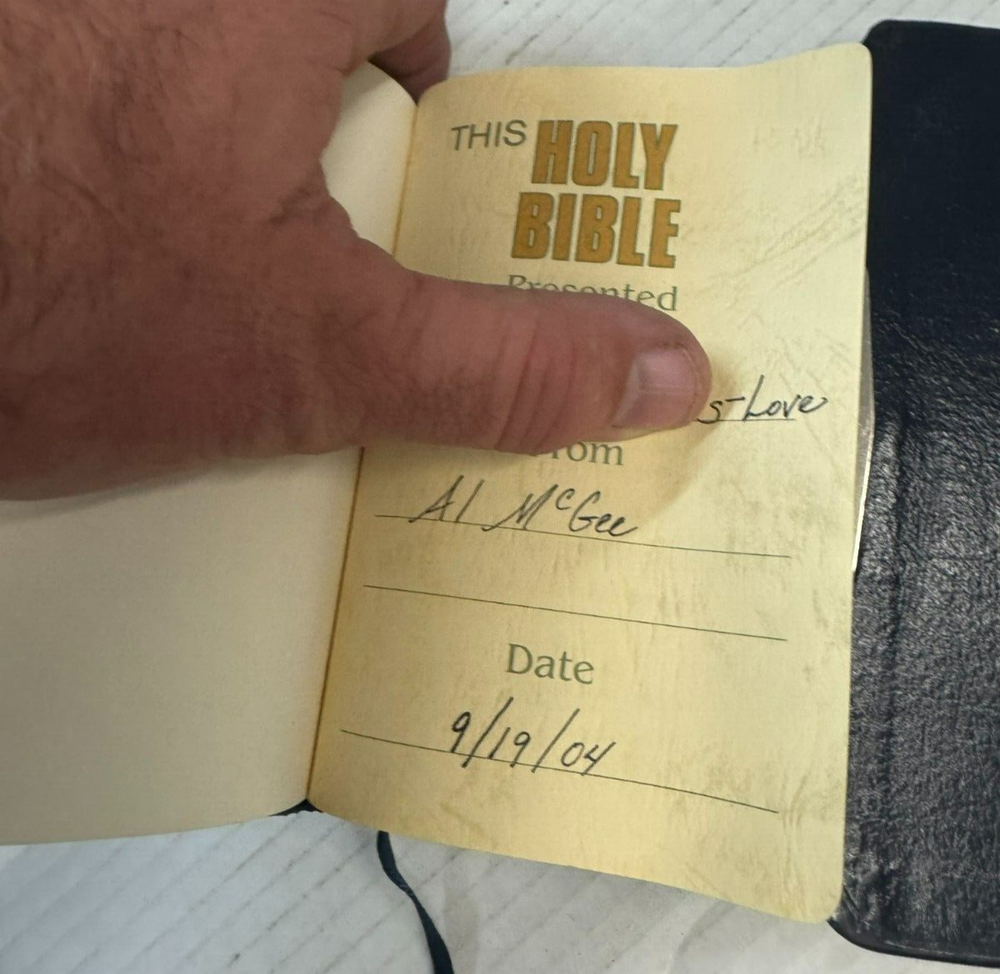 THIS HOLY
BIBLE
Presented
s-Love
From
Al McGee
Date
9/19/04